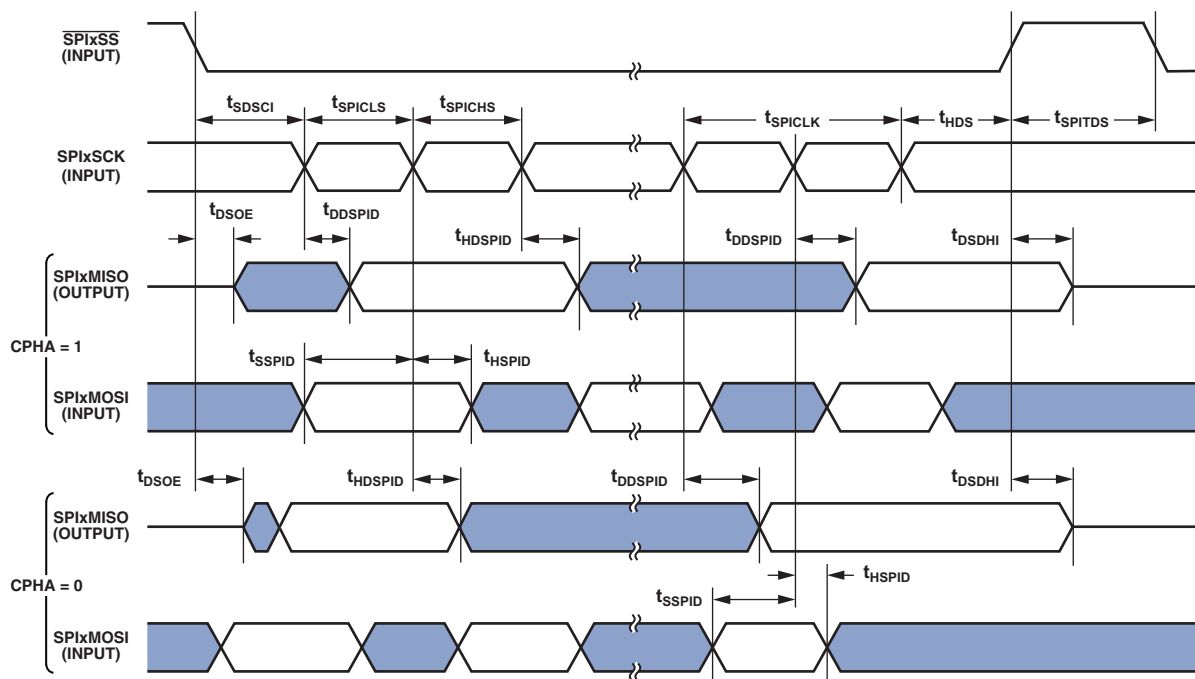 SPIxSS
(INPUT)
tSDSCI
tSPICLS
tSPICHS
tSPICLK
tHDS
tSPITDS
SPIxSCK
(INPUT)
tDSOE
tDDSPID
tHDSPID
tDDSPID
tDSDHI
SPIxMISO
(OUTPUT)
CPHA = 1
tSSPID
tHSPID
SPIxMOSI
(INPUT)
tDSOE
tHDSPID
tDDSPID
tDSDHI
SPIxMISO
(OUTPUT)
CPHA = 0
tHSPID
tSSPID
SPIxMOSI
(INPUT)